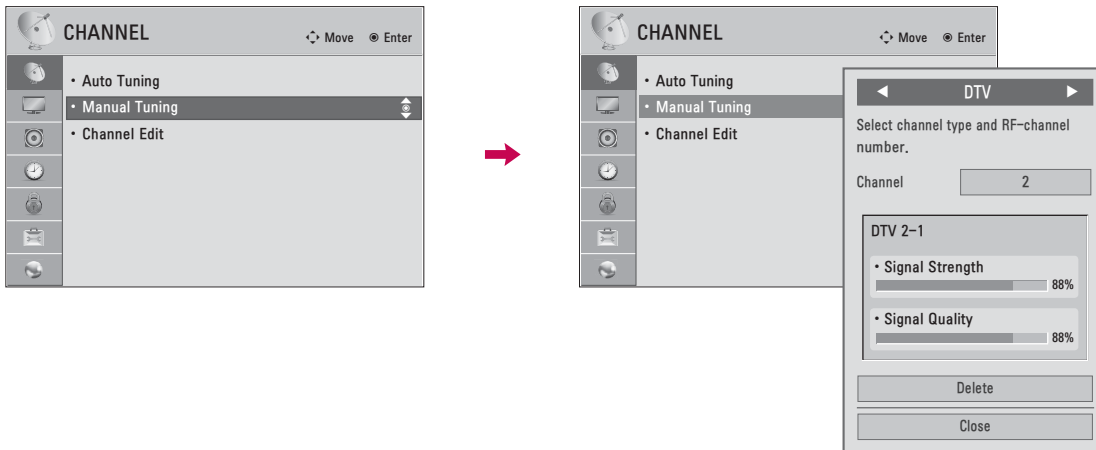 CHANNEL
Move
Enter
• Auto Tuning
• Manual Tuning
• Channel Edit
CHANNEL
Move
Enter
• Auto Tuning
• Manual Tuning
• Channel Edit
◀ DTV ▶
Select channel type and RF-channel
number.
Channel 2
DTV 2-1
• Signal Strength
88%
• Signal Quality
88%
Delete
Close